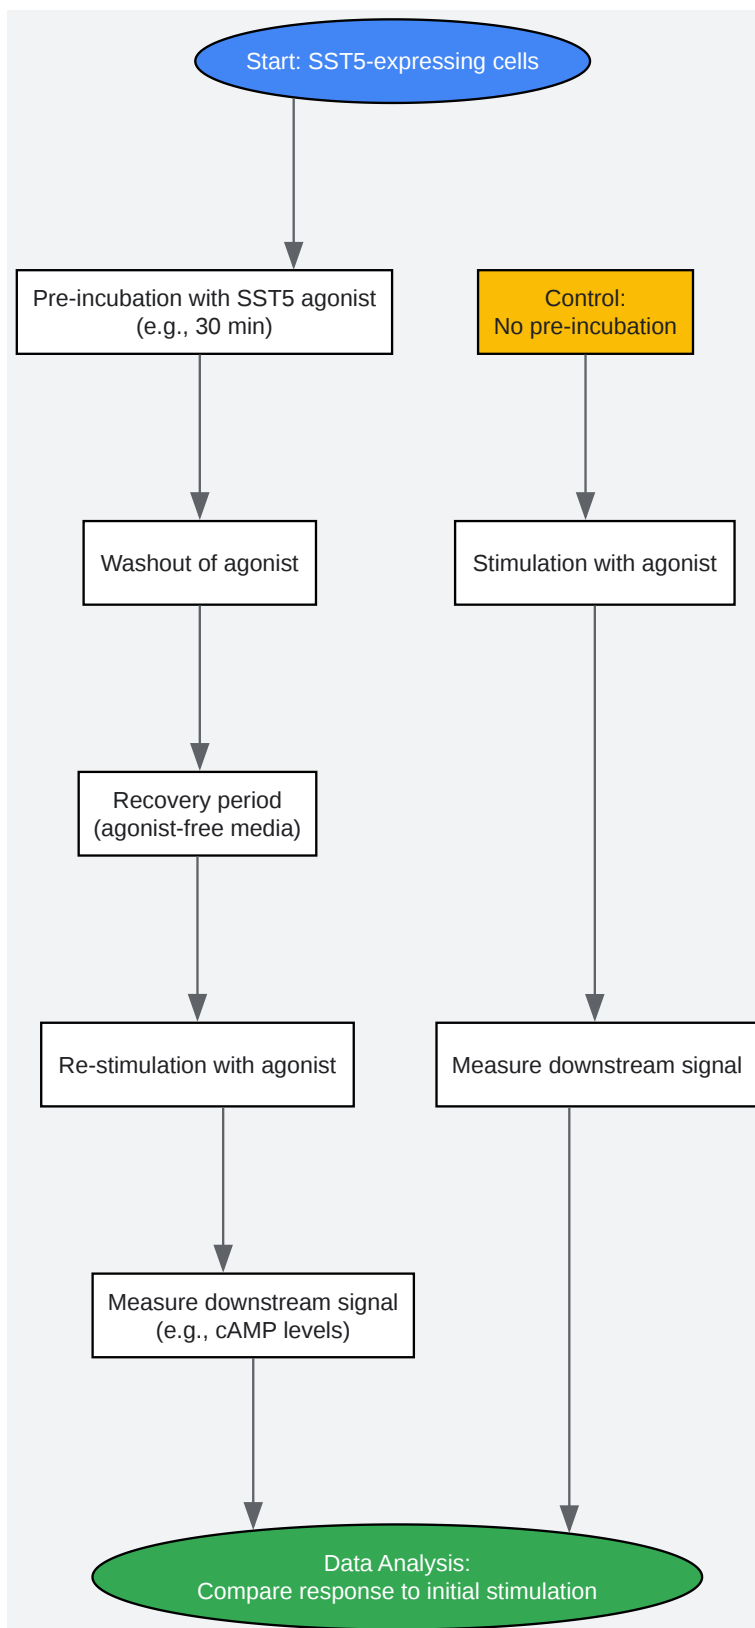 Start: SST5-expressing cells
Pre-incubation with SST5 agonist
(e.g., 30 min)
Control:
No pre-incubation
Washout of agonist
Stimulation with agonist
Recovery period
(agonist-free media)
Re-stimulation with agonist
Measure downstream signal
Measure downstream signal
(e.g., cAMP levels)
Data Analysis:
Compare response to initial stimulation